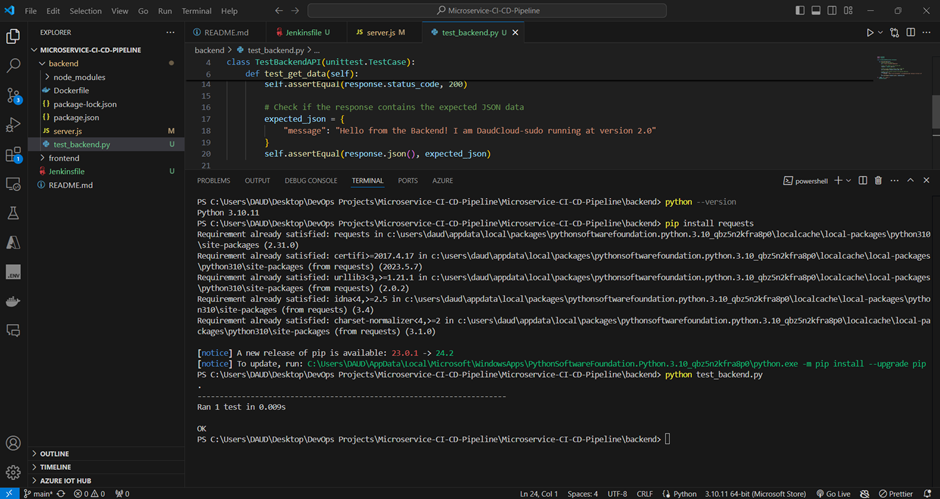 File Edit Selection View Go Run Terminal Help
Microservice-CI-CD-Pipeline
EXPLORER
README.md
Jenkinsfile U
JS server.js M
test_backend.py U
MICROSERVICE-CI-CD-PIPELINE
backend
node_modules
Dockerfile
package-lock.json
package.json
JS server.js M
test_backend.py U
frontend
Jenkinsfile U
README.md
OUTLINE
TIMELINE
AZURE IOT HUB
3
1
.ENV
backend > test_backend.py > ...
4 class TestBackendAPI(unittest.TestCase):
6 def test_get_data(self):
14 self.assertEqual(response.status_code, 200)
15
16 # Check if the response contains the expected JSON data
17 expected_json = {
18 "message": "Hello from the Backend! I am DaudCloud-sudo running at version 2.0"
19 }
20 self.assertEqual(response.json(), expected_json)
21
PROBLEMS OUTPUT DEBUG CONSOLE TERMINAL PORTS AZURE
powershell
PS C:\Users\DAUD\Desktop\DevOps Projects\Microservice-CI-CD-Pipeline\Microservice-CI-CD-Pipeline\backend> python --version
Python 3.10.11
PS C:\Users\DAUD\Desktop\DevOps Projects\Microservice-CI-CD-Pipeline\Microservice-CI-CD-Pipeline\backend> pip install requests
Requirement already satisfied: requests in c:\users\daud\appdata\local\packages\pythonsoftwarefoundation.python.3.10_qbz5n2kfra8p0\localcache\local-packages\python310
\site-packages (2.31.0)
Requirement already satisfied: certifi>=2017.4.17 in c:\users\daud\appdata\local\packages\pythonsoftwarefoundation.python.3.10_qbz5n2kfra8p0\localcache\local-packages
\python310\site-packages (from requests) (2023.5.7)
Requirement already satisfied: urllib3<3,>=1.21.1 in c:\users\daud\appdata\local\packages\pythonsoftwarefoundation.python.3.10_qbz5n2kfra8p0\localcache\local-packages
\python310\site-packages (from requests) (2.0.2)
Requirement already satisfied: idna<4,>=2.5 in c:\users\daud\appdata\local\packages\pythonsoftwarefoundation.python.3.10_qbz5n2kfra8p0\localcache\local-packages\pytho
n310\site-packages (from requests) (3.4)
Requirement already satisfied: charset-normalizer<4,>=2 in c:\users\daud\appdata\local\packages\pythonsoftwarefoundation.python.3.10_qbz5n2kfra8p0\localcache\local-pa
ckages\python310\site-packages (from requests) (3.1.0)
[notice] A new release of pip is available: 23.0.1 -> 24.2
[notice] To update, run: C:\Users\DAUD\AppData\Local\Microsoft\WindowsApps\PythonSoftwareFoundation.Python.3.10_qbz5n2kfra8p0\python.exe -m pip install --upgrade pip
PS C:\Users\DAUD\Desktop\DevOps Projects\Microservice-CI-CD-Pipeline\Microservice-CI-CD-Pipeline\backend> python test_backend.py
.
----------------------------------------------------------------------
Ran 1 test in 0.009s
OK
PS C:\Users\DAUD\Desktop\DevOps Projects\Microservice-CI-CD-Pipeline\Microservice-CI-CD-Pipeline\backend>
main* 0 0 0 Ln 24, Col 1 Spaces: 4 UTF-8 CRLF Python 3.10.11 64-bit (Microsoft Store) Go Live Prettier